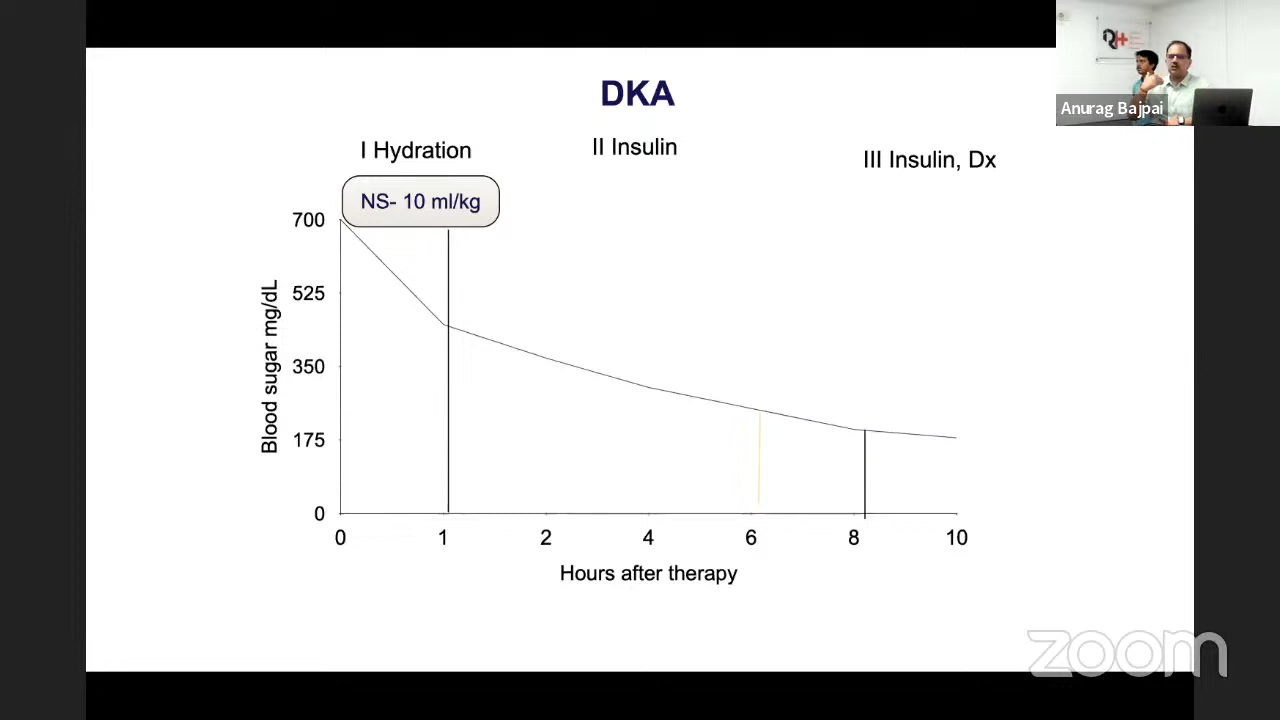 DKA
I Hydration
II Insulin
III Insulin, Dx
NS- 10 ml/kg
Blood sugar mg/dL
700
525
350
175
0
0 1 2 4 6 8 10
Hours after therapy
Anurag Bajpai
zoom